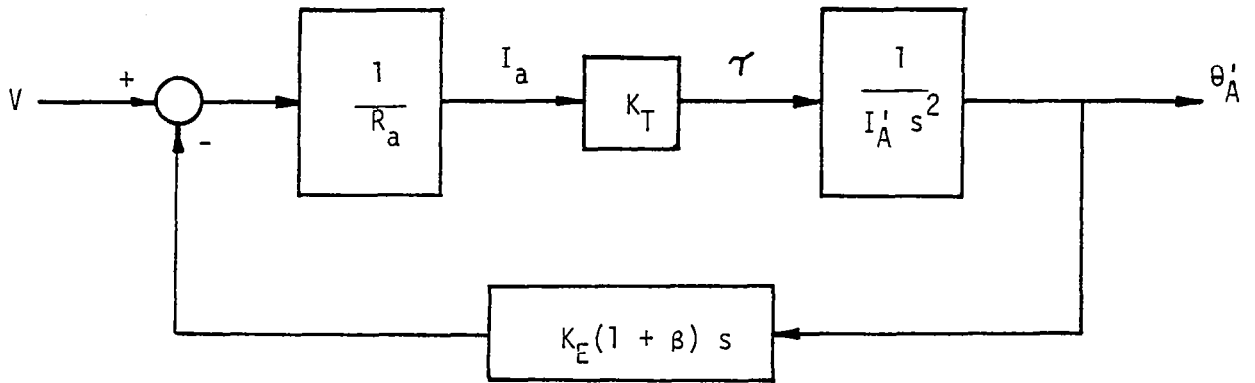 V
+
-
1
R_a
I_a
K_T
τ
1
I'_A s^2
θ'_A
K_E(1 + β) s